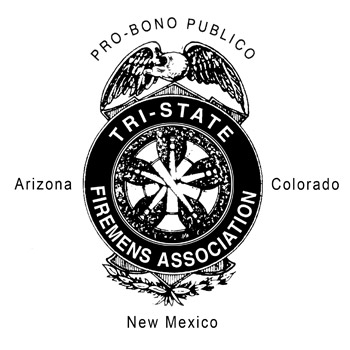 PRO-BONO PUBLICO
TRI-STATE
FIREMENS ASSOCIATION
Arizona
Colorado
New Mexico